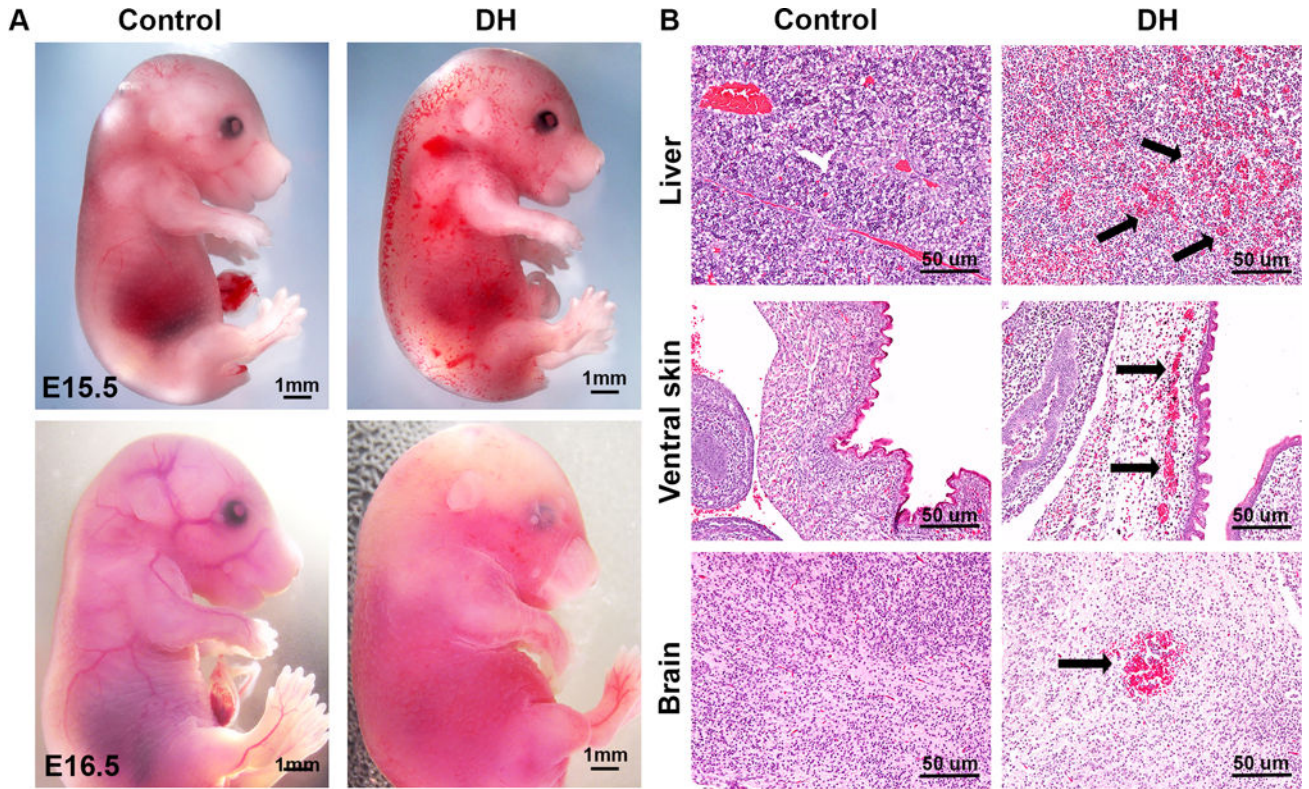 A
Control
DH
E15.5
1mm
1mm
E16.5
1mm
1mm
B
Control
DH
Liver
50 um
50 um
Ventral skin
50 um
50 um
Brain
50 um
50 um